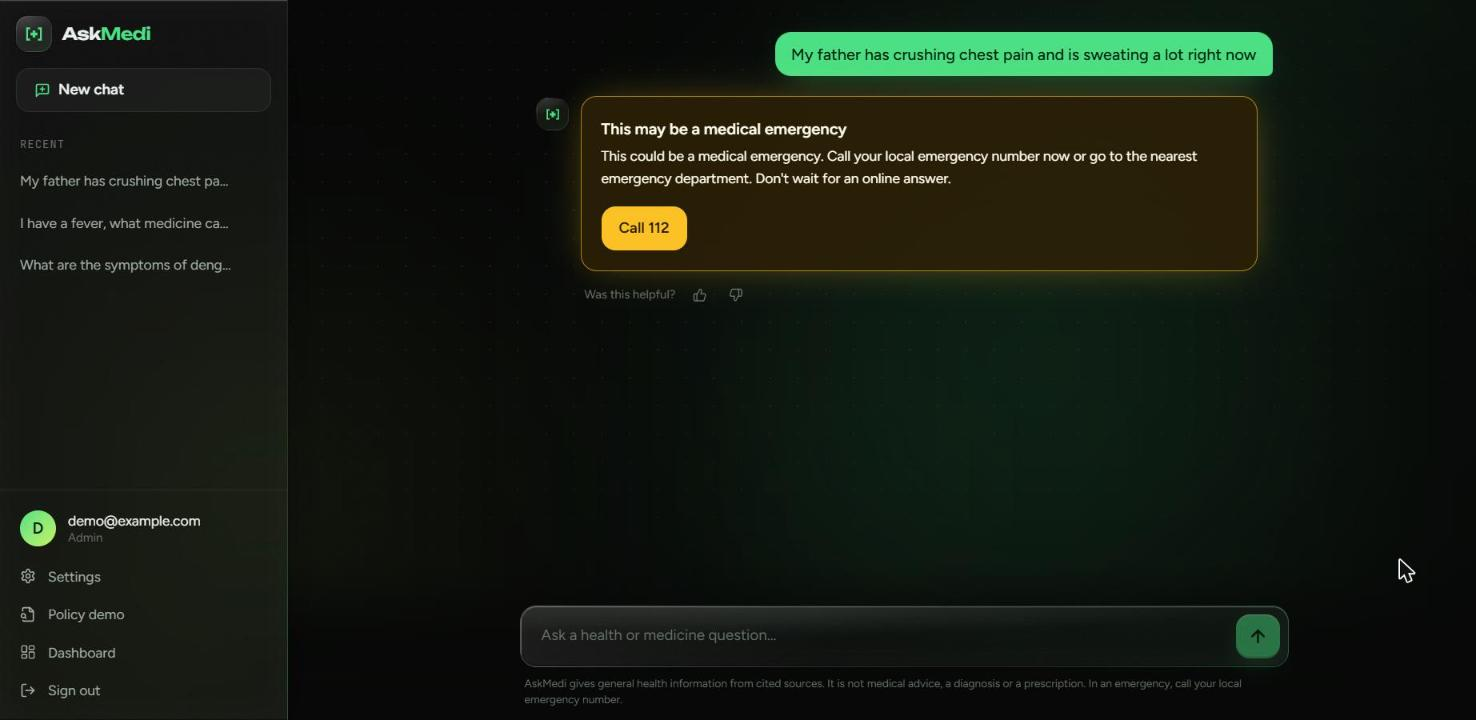 AskMedi
New chat
RECENT
My father has crushing chest pa...
I have a fever, what medicine ca...
What are the symptoms of deng...
demo@example.com
D
Admin
Settings
Policy demo
Dashboard
Sign out
My father has crushing chest pain and is sweating a lot right now
This may be a medical emergency
This could be a medical emergency. Call your local emergency number now or go to the nearest
emergency department. Don't wait for an online answer.
Call 112
Was this helpful?
Ask a health or medicine question...
AskMedi gives general health information from cited sources. It is not medical advice, a diagnosis or a prescription. In an emergency, call your local
emergency number.